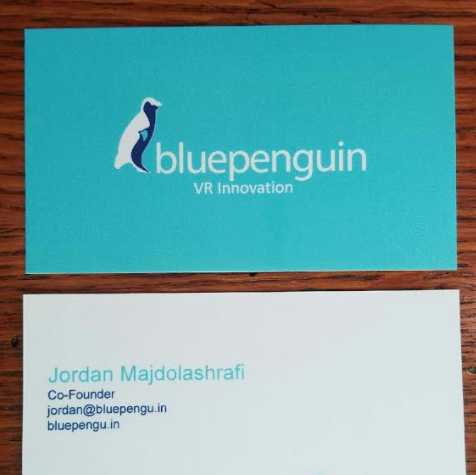 bluepenguin
VR Innovation
Jordan Majdolashrafi
Co-Founder
jordan@bluepengu.in
bluepengu.in